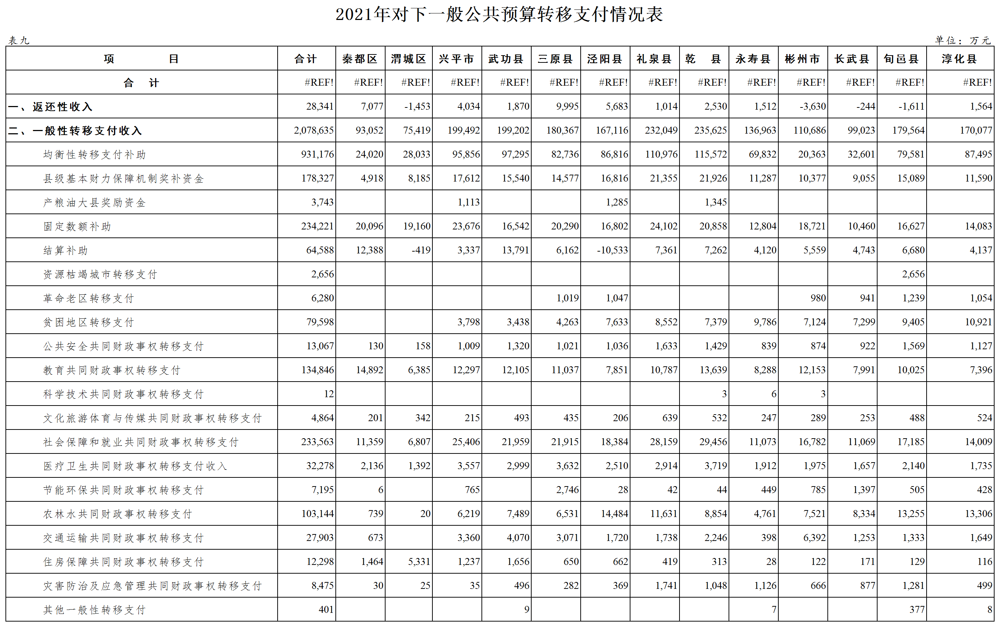 2021年对下一般公共预算转移支付情况表
表九 单位：万元
项 目 合计 秦都区 渭城区 兴平市 武功县 三原县 泾阳县 礼泉县 乾 县 永寿县 彬州市 长武县 旬邑县 淳化县
合 计 #REF! #REF! #REF! #REF! #REF! #REF! #REF! #REF! #REF! #REF! #REF! #REF! #REF! #REF!
一、返还性收入 28,341 7,077 -1,453 4,034 1,870 9,995 5,683 1,014 2,530 1,512 -3,630 -244 -1,611 1,564
二、一般性转移支付收入 2,078,635 93,052 75,419 199,492 199,202 180,367 167,116 232,049 235,625 136,963 110,686 99,023 179,564 170,077
均衡性转移支付补助 931,176 24,020 28,033 95,856 97,295 82,736 86,816 110,976 115,572 69,832 20,363 32,601 79,581 87,495
县级基本财力保障机制奖补资金 178,327 4,918 8,185 17,612 15,540 14,577 16,816 21,355 21,926 11,287 10,377 9,055 15,089 11,590
产粮油大县奖励资金 3,743 1,113 1,285 1,345
固定数额补助 234,221 20,096 19,160 23,676 16,542 20,290 16,802 24,102 20,858 12,804 18,721 10,460 16,627 14,083
结算补助 64,588 12,388 -419 3,337 13,791 6,162 -10,533 7,361 7,262 4,120 5,559 4,743 6,680 4,137
资源枯竭城市转移支付 2,656 2,656
革命老区转移支付 6,280 1,019 1,047 980 941 1,239 1,054
贫困地区转移支付 79,598 3,798 3,438 4,263 7,633 8,552 7,379 9,786 7,124 7,299 9,405 10,921
公共安全共同财政事权转移支付 13,067 130 158 1,009 1,320 1,021 1,036 1,633 1,429 839 874 922 1,569 1,127
教育共同财政事权转移支付 134,846 14,892 6,385 12,297 12,105 11,037 7,851 10,787 13,639 8,288 12,153 7,991 10,025 7,396
科学技术共同财政事权转移支付 12 3 6 3
文化旅游体育与传媒共同财政事权转移支付 4,864 201 342 215 493 435 206 639 532 247 289 253 488 524
社会保障和就业共同财政事权转移支付 233,563 11,359 6,807 25,406 21,959 21,915 18,384 28,159 29,456 11,073 16,782 11,069 17,185 14,009
医疗卫生共同财政事权转移支付收入 32,278 2,136 1,392 3,557 2,999 3,632 2,510 2,914 3,719 1,912 1,975 1,657 2,140 1,735
节能环保共同财政事权转移支付 7,195 6 765 2,746 28 42 44 449 785 1,397 505 428
农林水共同财政事权转移支付 103,144 739 20 6,219 7,489 6,531 14,484 11,631 8,854 4,761 7,521 8,334 13,255 13,306
交通运输共同财政事权转移支付 27,903 673 3,360 4,070 3,071 1,720 1,738 2,246 398 6,392 1,253 1,333 1,649
住房保障共同财政事权转移支付 12,298 1,464 5,331 1,237 1,656 650 662 419 313 28 122 171 129 116
灾害防治及应急管理共同财政事权转移支付 8,475 30 25 35 496 282 369 1,741 1,048 1,126 666 877 1,281 499
其他一般性转移支付 401 9 7 377 8